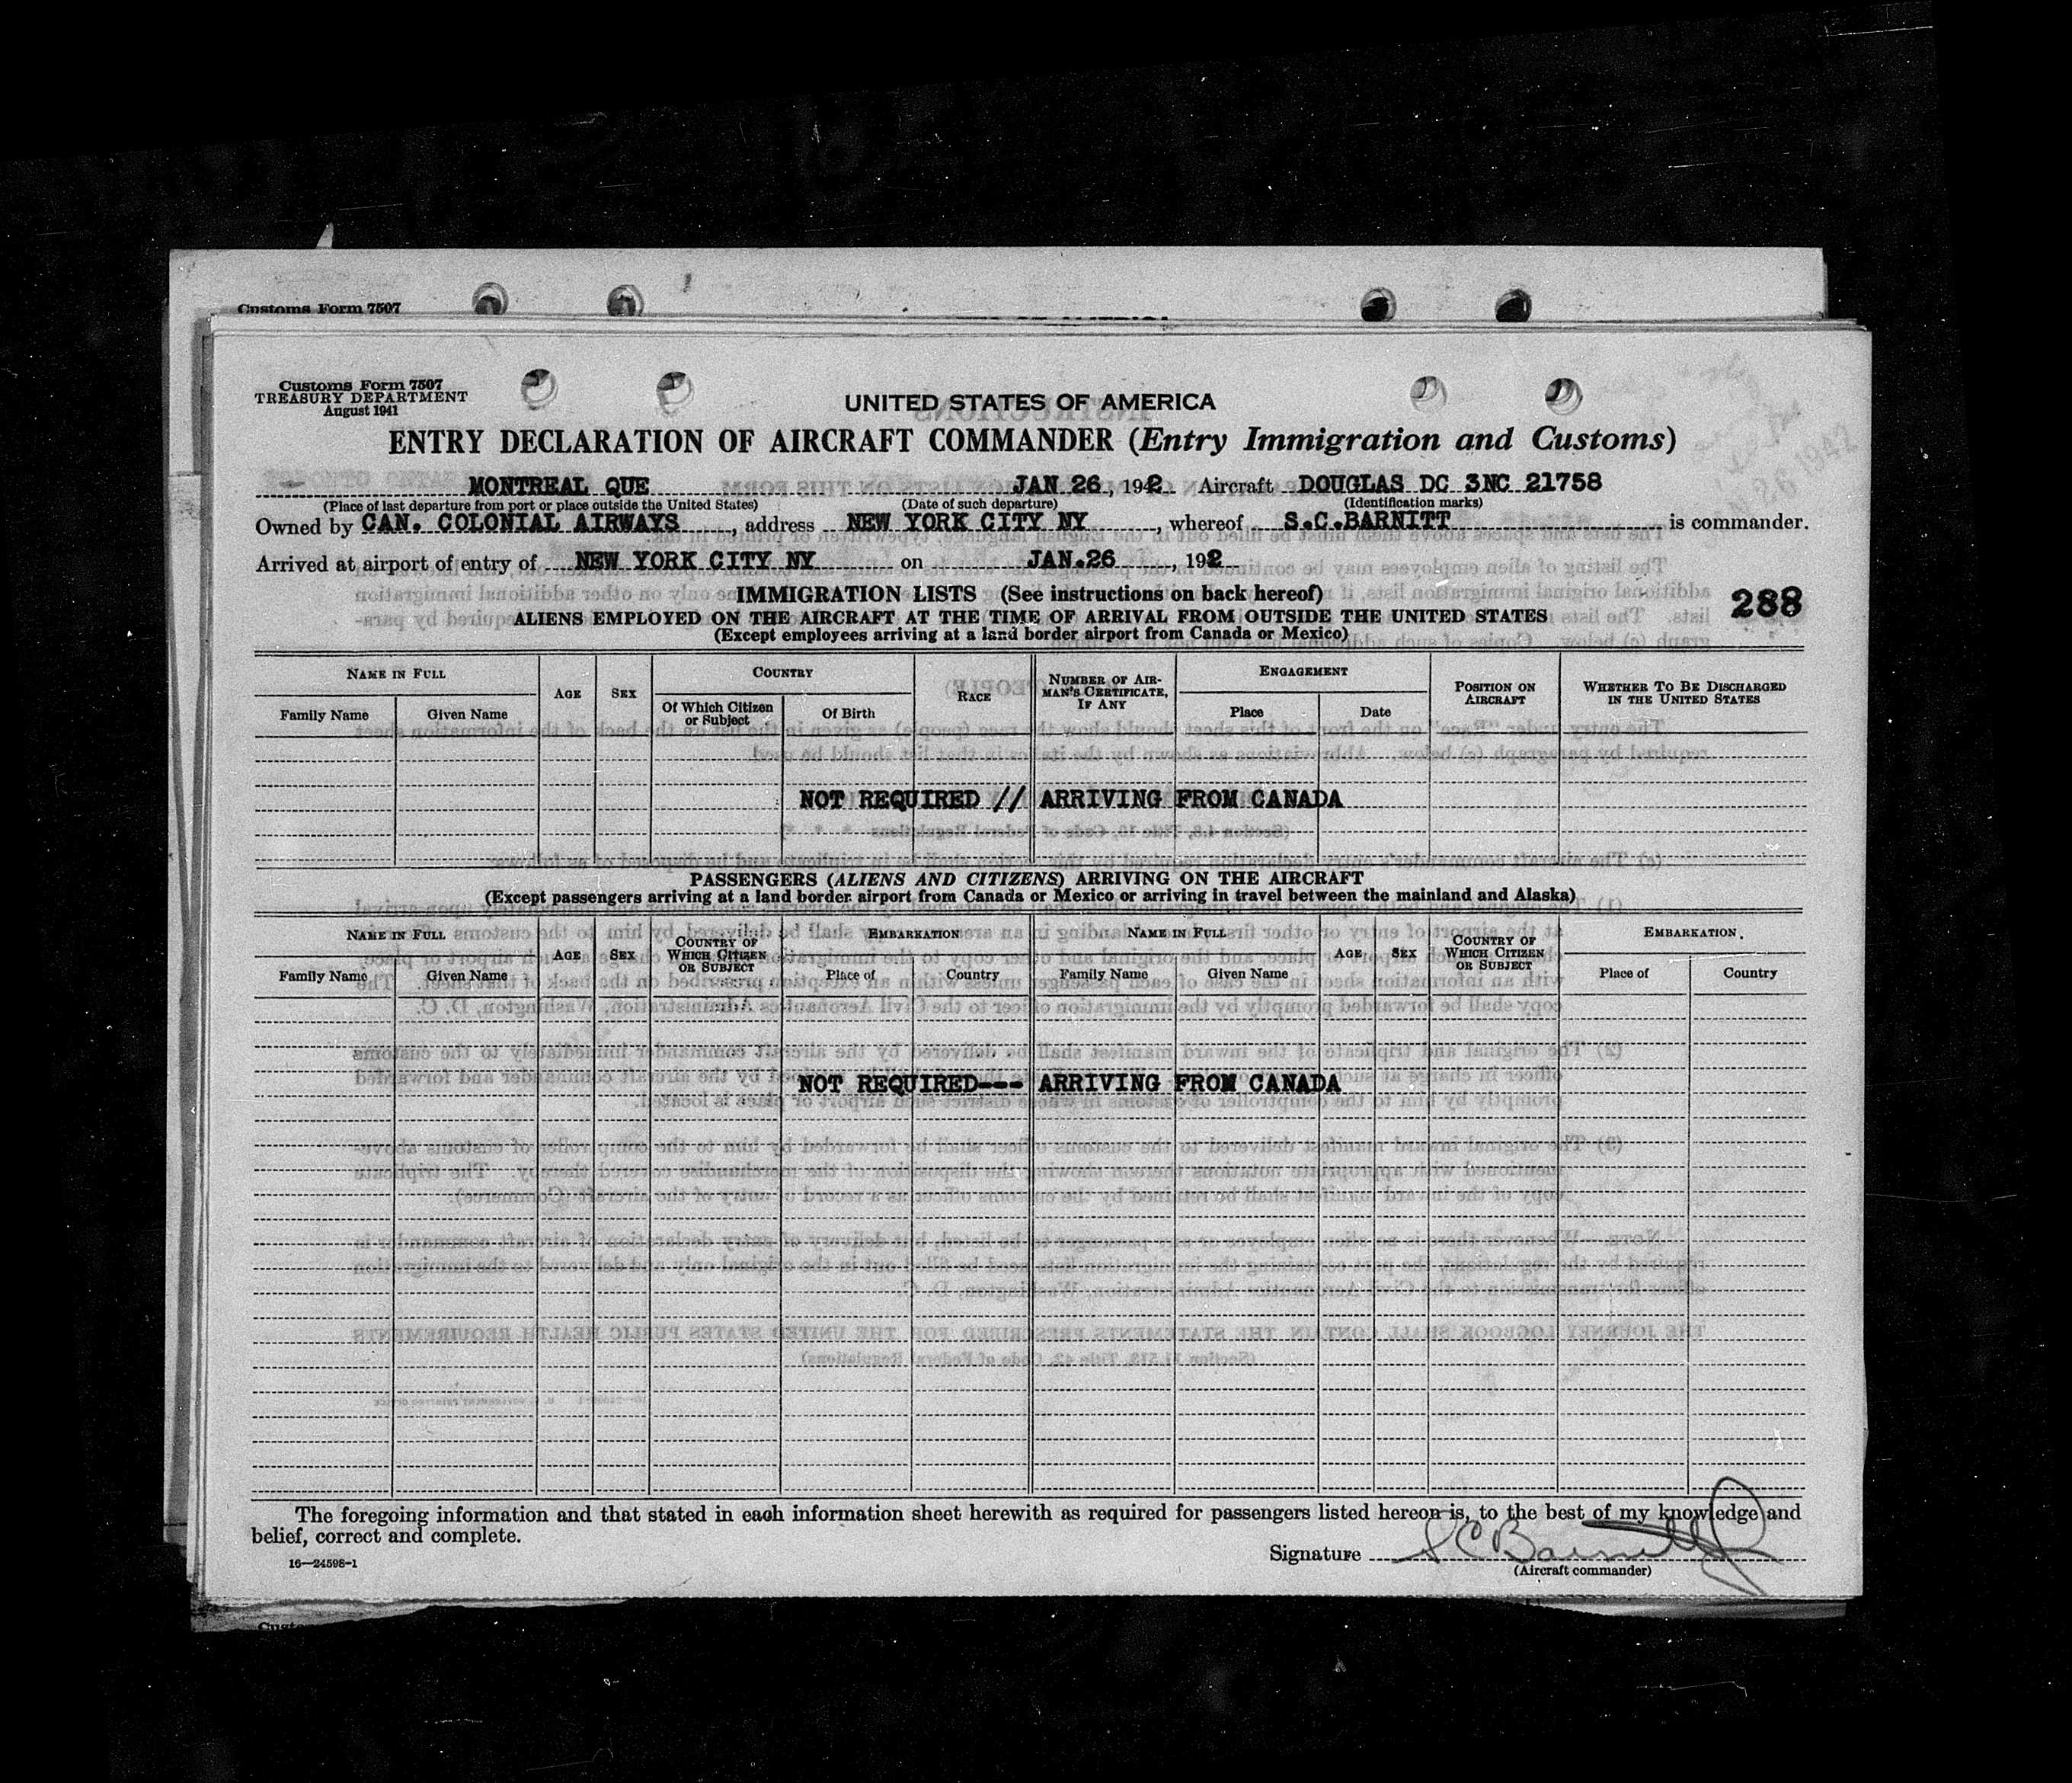 Customs Form 7507
Customs Form 7507
TREASURY DEPARTMENT
August 1941
UNITED STATES OF AMERICA
ENTRY DECLARATION OF AIRCRAFT COMMANDER (Entry Immigration and Customs)
MONTREAL QUE JAN 26, 1942 Aircraft DOUGLAS DC 3NC 21758
(Place of last departure from port or place outside the United States) (Date of such departure) (Identification marks)
Owned by CAN. COLONIAL AIRWAYS, address NEW YORK CITY NY, whereof S.C.BARNITT is commander.
Arrived at airport of entry of NEW YORK CITY NY on JAN.26, 192
IMMIGRATION LISTS (See instructions on back hereof)
288
ALIENS EMPLOYED ON THE AIRCRAFT AT THE TIME OF ARRIVAL FROM OUTSIDE THE UNITED STATES
(Except employees arriving at a land border airport from Canada or Mexico)
NAME IN FULL AGE SEX COUNTRY RACE NUMBER OF AIRMAN'S CERTIFICATE, IF ANY ENGAGEMENT POSITION ON AIRCRAFT WHETHER TO BE DISCHARGED IN THE UNITED STATES
Family Name Given Name Of Which Citizen or Subject Of Birth Place Date
NOT REQUIRED // ARRIVING FROM CANADA
PASSENGERS (ALIENS AND CITIZENS) ARRIVING ON THE AIRCRAFT
(Except passengers arriving at a land border airport from Canada or Mexico or arriving in travel between the mainland and Alaska)
NAME IN FULL AGE SEX COUNTRY OF WHICH CITIZEN OR SUBJECT EMBARKATION NAME IN FULL AGE SEX COUNTRY OF WHICH CITIZEN OR SUBJECT EMBARKATION
Family Name Given Name Place of Country Family Name Given Name Place of Country
NOT REQUIRED--- ARRIVING FROM CANADA
The foregoing information and that stated in each information sheet herewith as required for passengers listed hereon is, to the best of my knowledge and
belief, correct and complete.
16—24598-1
Signature S C Barnitt
(Aircraft commander)